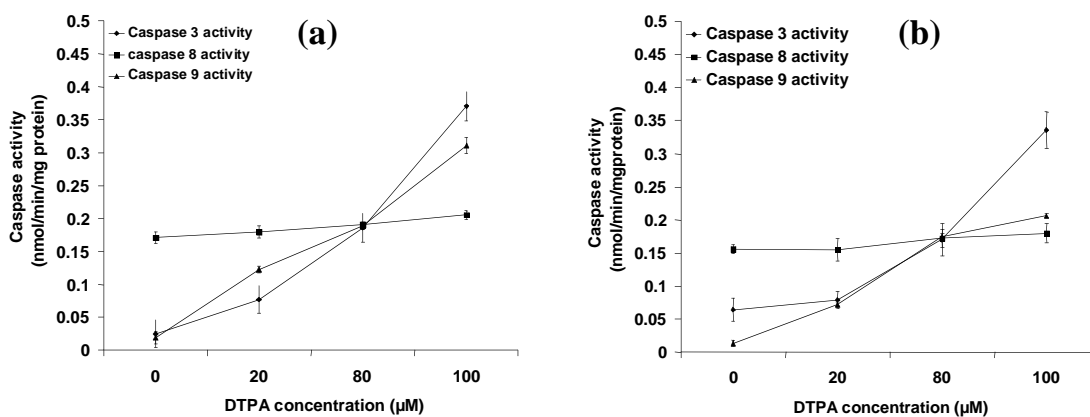 (a)
Caspase 3 activity
caspase 8 activity
Caspase 9 activity
Caspase activity
(nmol/min/mg protein)
0.5
0.45
0.4
0.35
0.3
0.25
0.2
0.15
0.1
0.05
0
0 20 80 100
DTPA concentration (µM)
(b)
Caspase 3 activity
Caspase 8 activity
Caspase 9 activity
Caspase activity
(nmol/min/mgprotein)
0.5
0.45
0.4
0.35
0.3
0.25
0.2
0.15
0.1
0.05
0
0 20 80 100
DTPA concentration (µM)